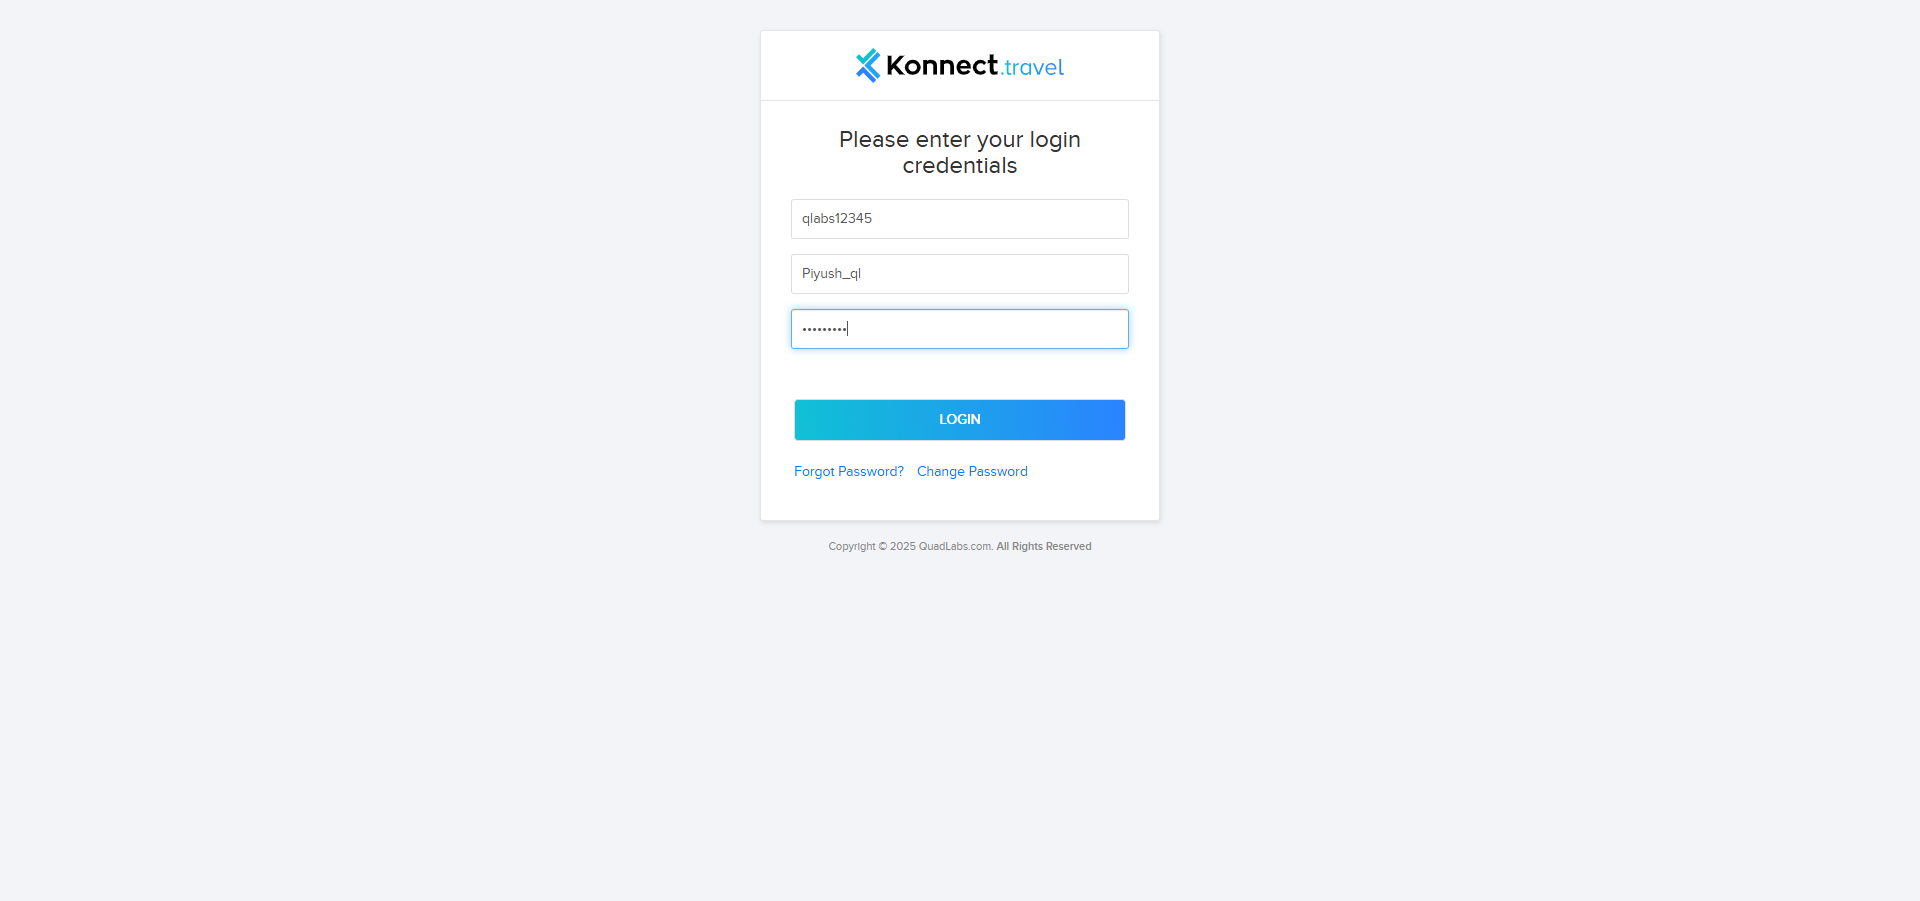 Konnect.travel
Please enter your login
credentials
qlabs12345
Piyush_ql
•••••••••
LOGIN
Forgot Password? Change Password
Copyright © 2025 QuadLabs.com. All Rights Reserved